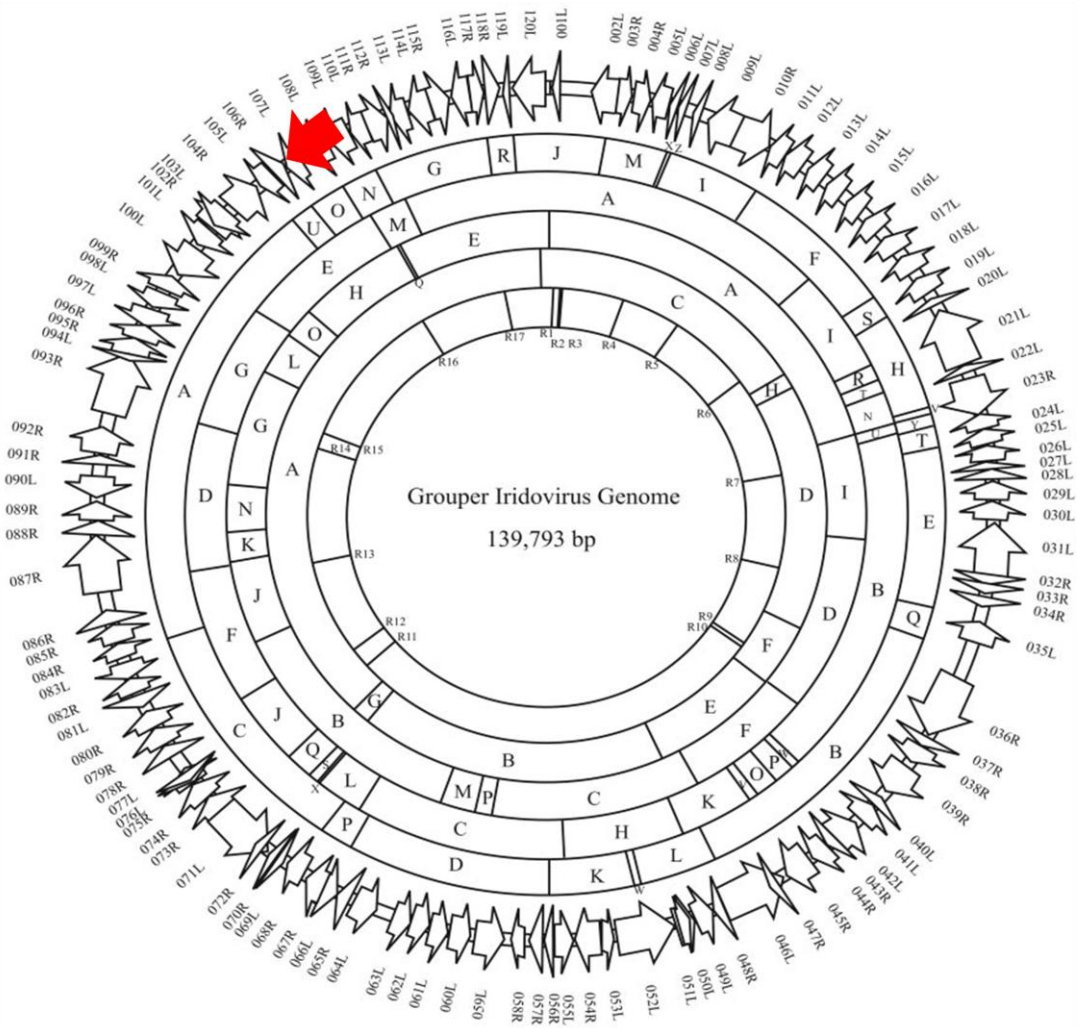 001L
002L
003R
004R
005L
006L
007L
008L
009L
010R
011L
012L
013L
014L
015L
016L
017L
018L
019L
020L
021L
022L
023R
024L
025L
026L
027L
028L
029L
030L
031L
032R
033R
034R
035L
036R
037R
038R
039R
040L
041L
042L
043R
044R
045R
047R
046L
048R
049L
050L
051L
052L
053L
054R
055L
056R
057R
058R
059L
060L
061L
062L
063L
064L
065R
066L
067R
068R
069L
070R
072R
071L
073R
074R
075R
076L
077L
078R
079R
080R
081L
082R
083L
084R
085R
086R
087R
088R
089R
090L
091R
092R
093R
094L
095R
096R
097L
098L
099R
100L
101L
102R
103L
104R
105L
106R
107L
108L
109L
110L
111R
112R
113L
114L
115R
116L
117R
118R
119L
120L
J
M
X
Z
I
F
S
H
V
Y
T
E
Q
B
L
W
K
D
P
C
A
U
O
N
G
R
A
I
R
T
N
U
B
P
O
K
H
C
L
S
X
Q
J
F
D
G
E
M
A
I
D
F
C
P
M
B
J
K
N
G
L
O
H
Q
E
C
H
D
F
E
B
G
A
R1
R2
R3
R4
R5
R6
R7
R8
R9
R10
R11
R12
R13
R14
R15
R16
R17
Grouper Iridovirus Genome
139,793 bp